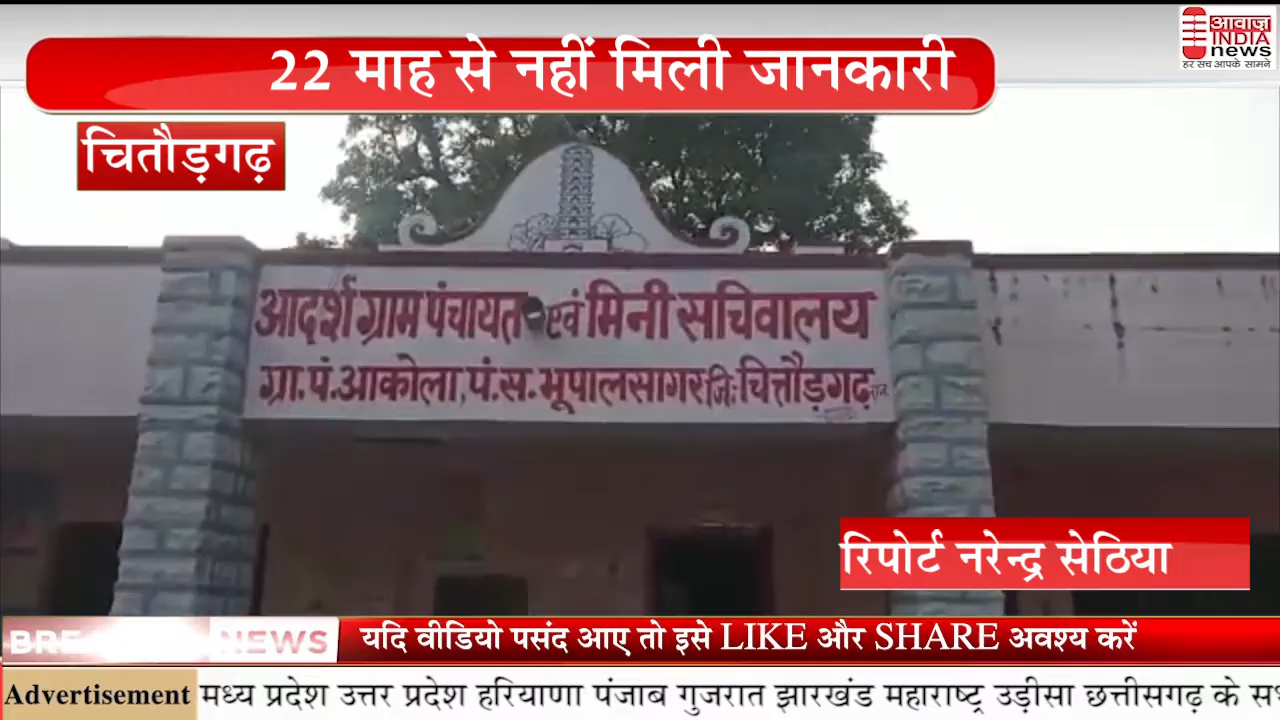 आवाज़
INDIA
news
हर सच आपके सामने
22 माह से नहीं मिली जानकारी
चितौड़गढ़
आदर्श ग्राम पंचायत एवं मिनी सचिवालय
ग्रा.पं.आकोला,पं.स.भूपालसागर जि: चित्तौड़गढ़ राज.
रिपोर्ट नरेन्द्र सेठिया
NEWS
यदि वीडियो पसंद आए तो इसे LIKE और SHARE अवश्य करें
Advertisement मध्य प्रदेश उत्तर प्रदेश हरियाणा पंजाब गुजरात झारखंड महाराष्ट्र उड़ीसा छत्तीसगढ़ के